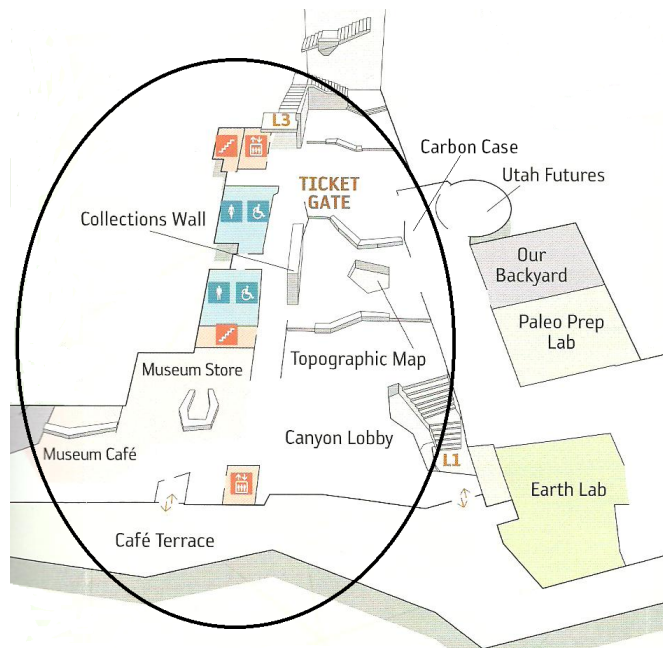 L3
Carbon Case
Utah Futures
TICKET
GATE
Collections Wall
Our
Backyard
Paleo Prep
Lab
Topographic Map
Museum Store
Canyon Lobby
Museum Café
L1
Earth Lab
Café Terrace